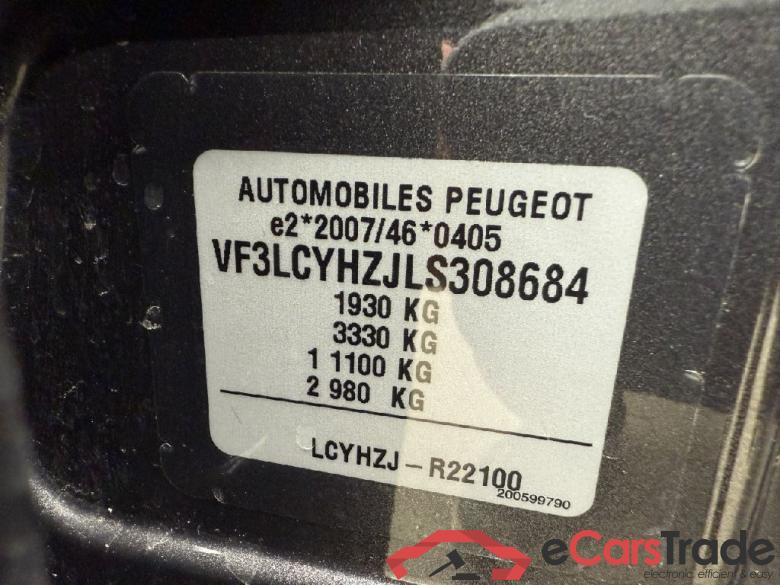 AUTOMOBILES PEUGEOT
e2*2007/46*0405
VF3LCYHZJLS308684
1930 KG
3330 KG
1 1100 KG
2 980 KG
LCYHZJ - R22100
200599790
eCarsTrade
electronic, efficient & easy